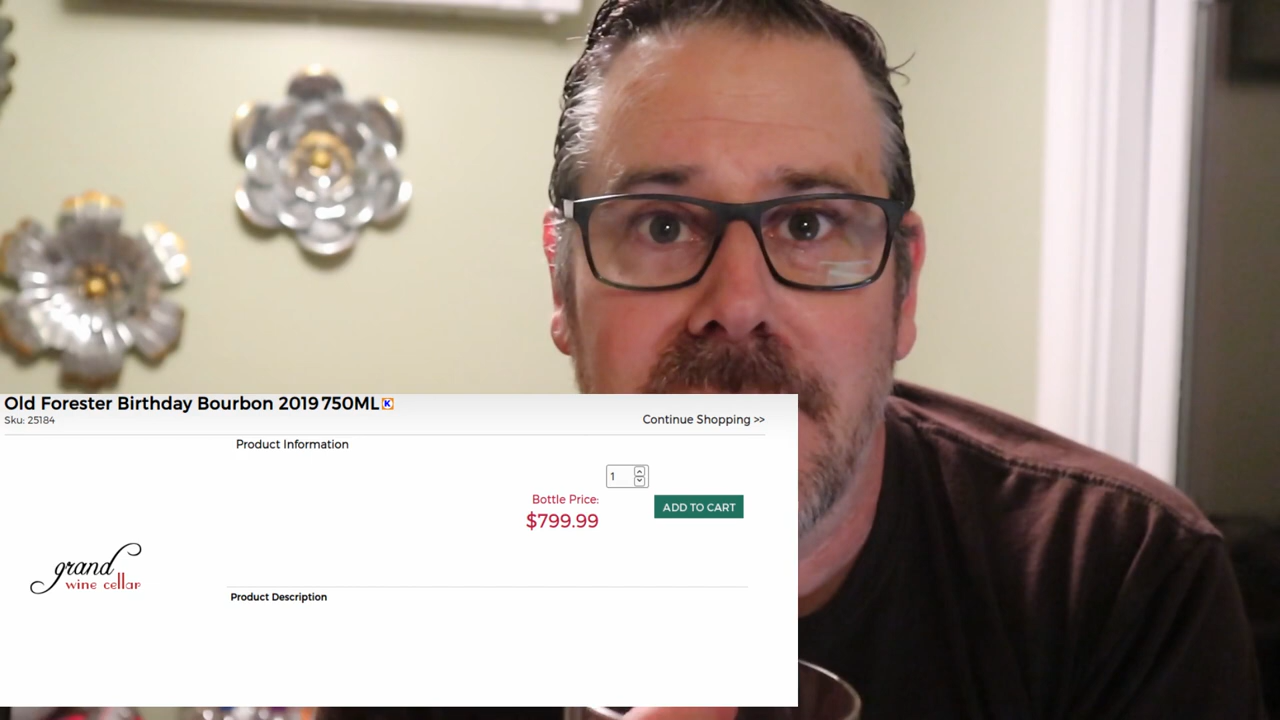 Old Forester Birthday Bourbon 2019 750ML K
Sku: 25184
Continue Shopping >>
Product Information
1
Bottle Price:
$799.99
ADD TO CART
grand
wine cellar
Product Description